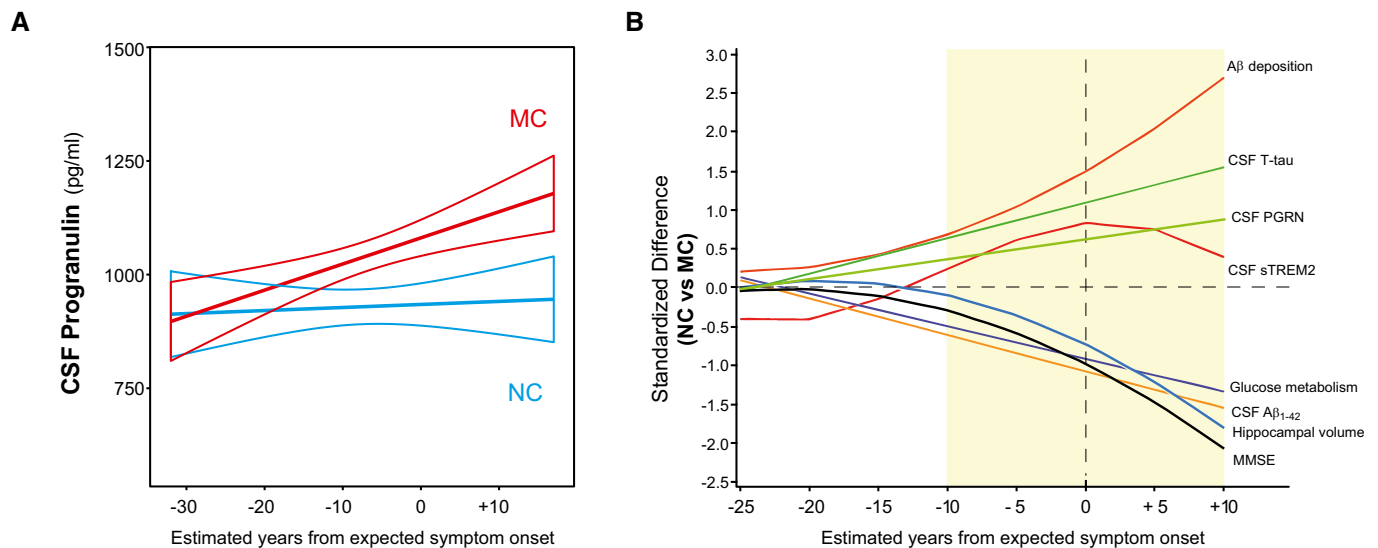 A
CSF Progranulin (pg/ml)
1500
1250
1000
750
MC
NC
-30
-20
-10
0
+10
Estimated years from expected symptom onset
B
Standardized Difference
(NC vs MC)
3.0
2.5
2.0
1.5
1.0
0.5
0.0
-0.5
-1.0
-1.5
-2.0
-2.5
Aβ deposition
CSF T-tau
CSF PGRN
CSF sTREM2
Glucose metabolism
CSF Aβ1-42
Hippocampal volume
MMSE
-25
-20
-15
-10
- 5
0
+ 5
+10
Estimated years from expected symptom onset